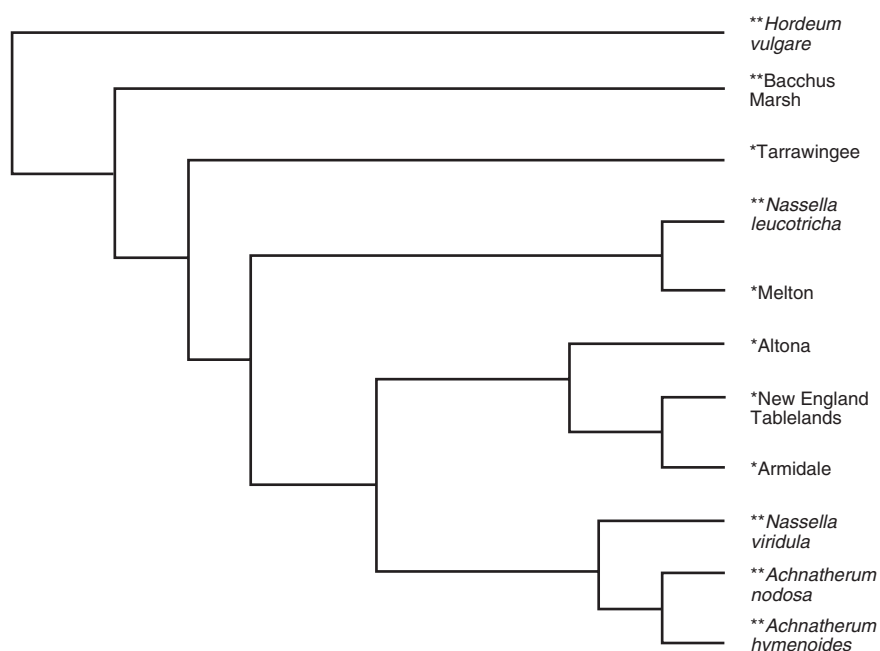 **Hordeum
vulgare
**Bacchus
Marsh
*Tarrawingee
**Nassella
leucotricha
*Melton
*Altona
*New England
Tablelands
*Armidale
**Nassella
viridula
**Achnatherum
nodosa
**Achnatherum
hymenoides